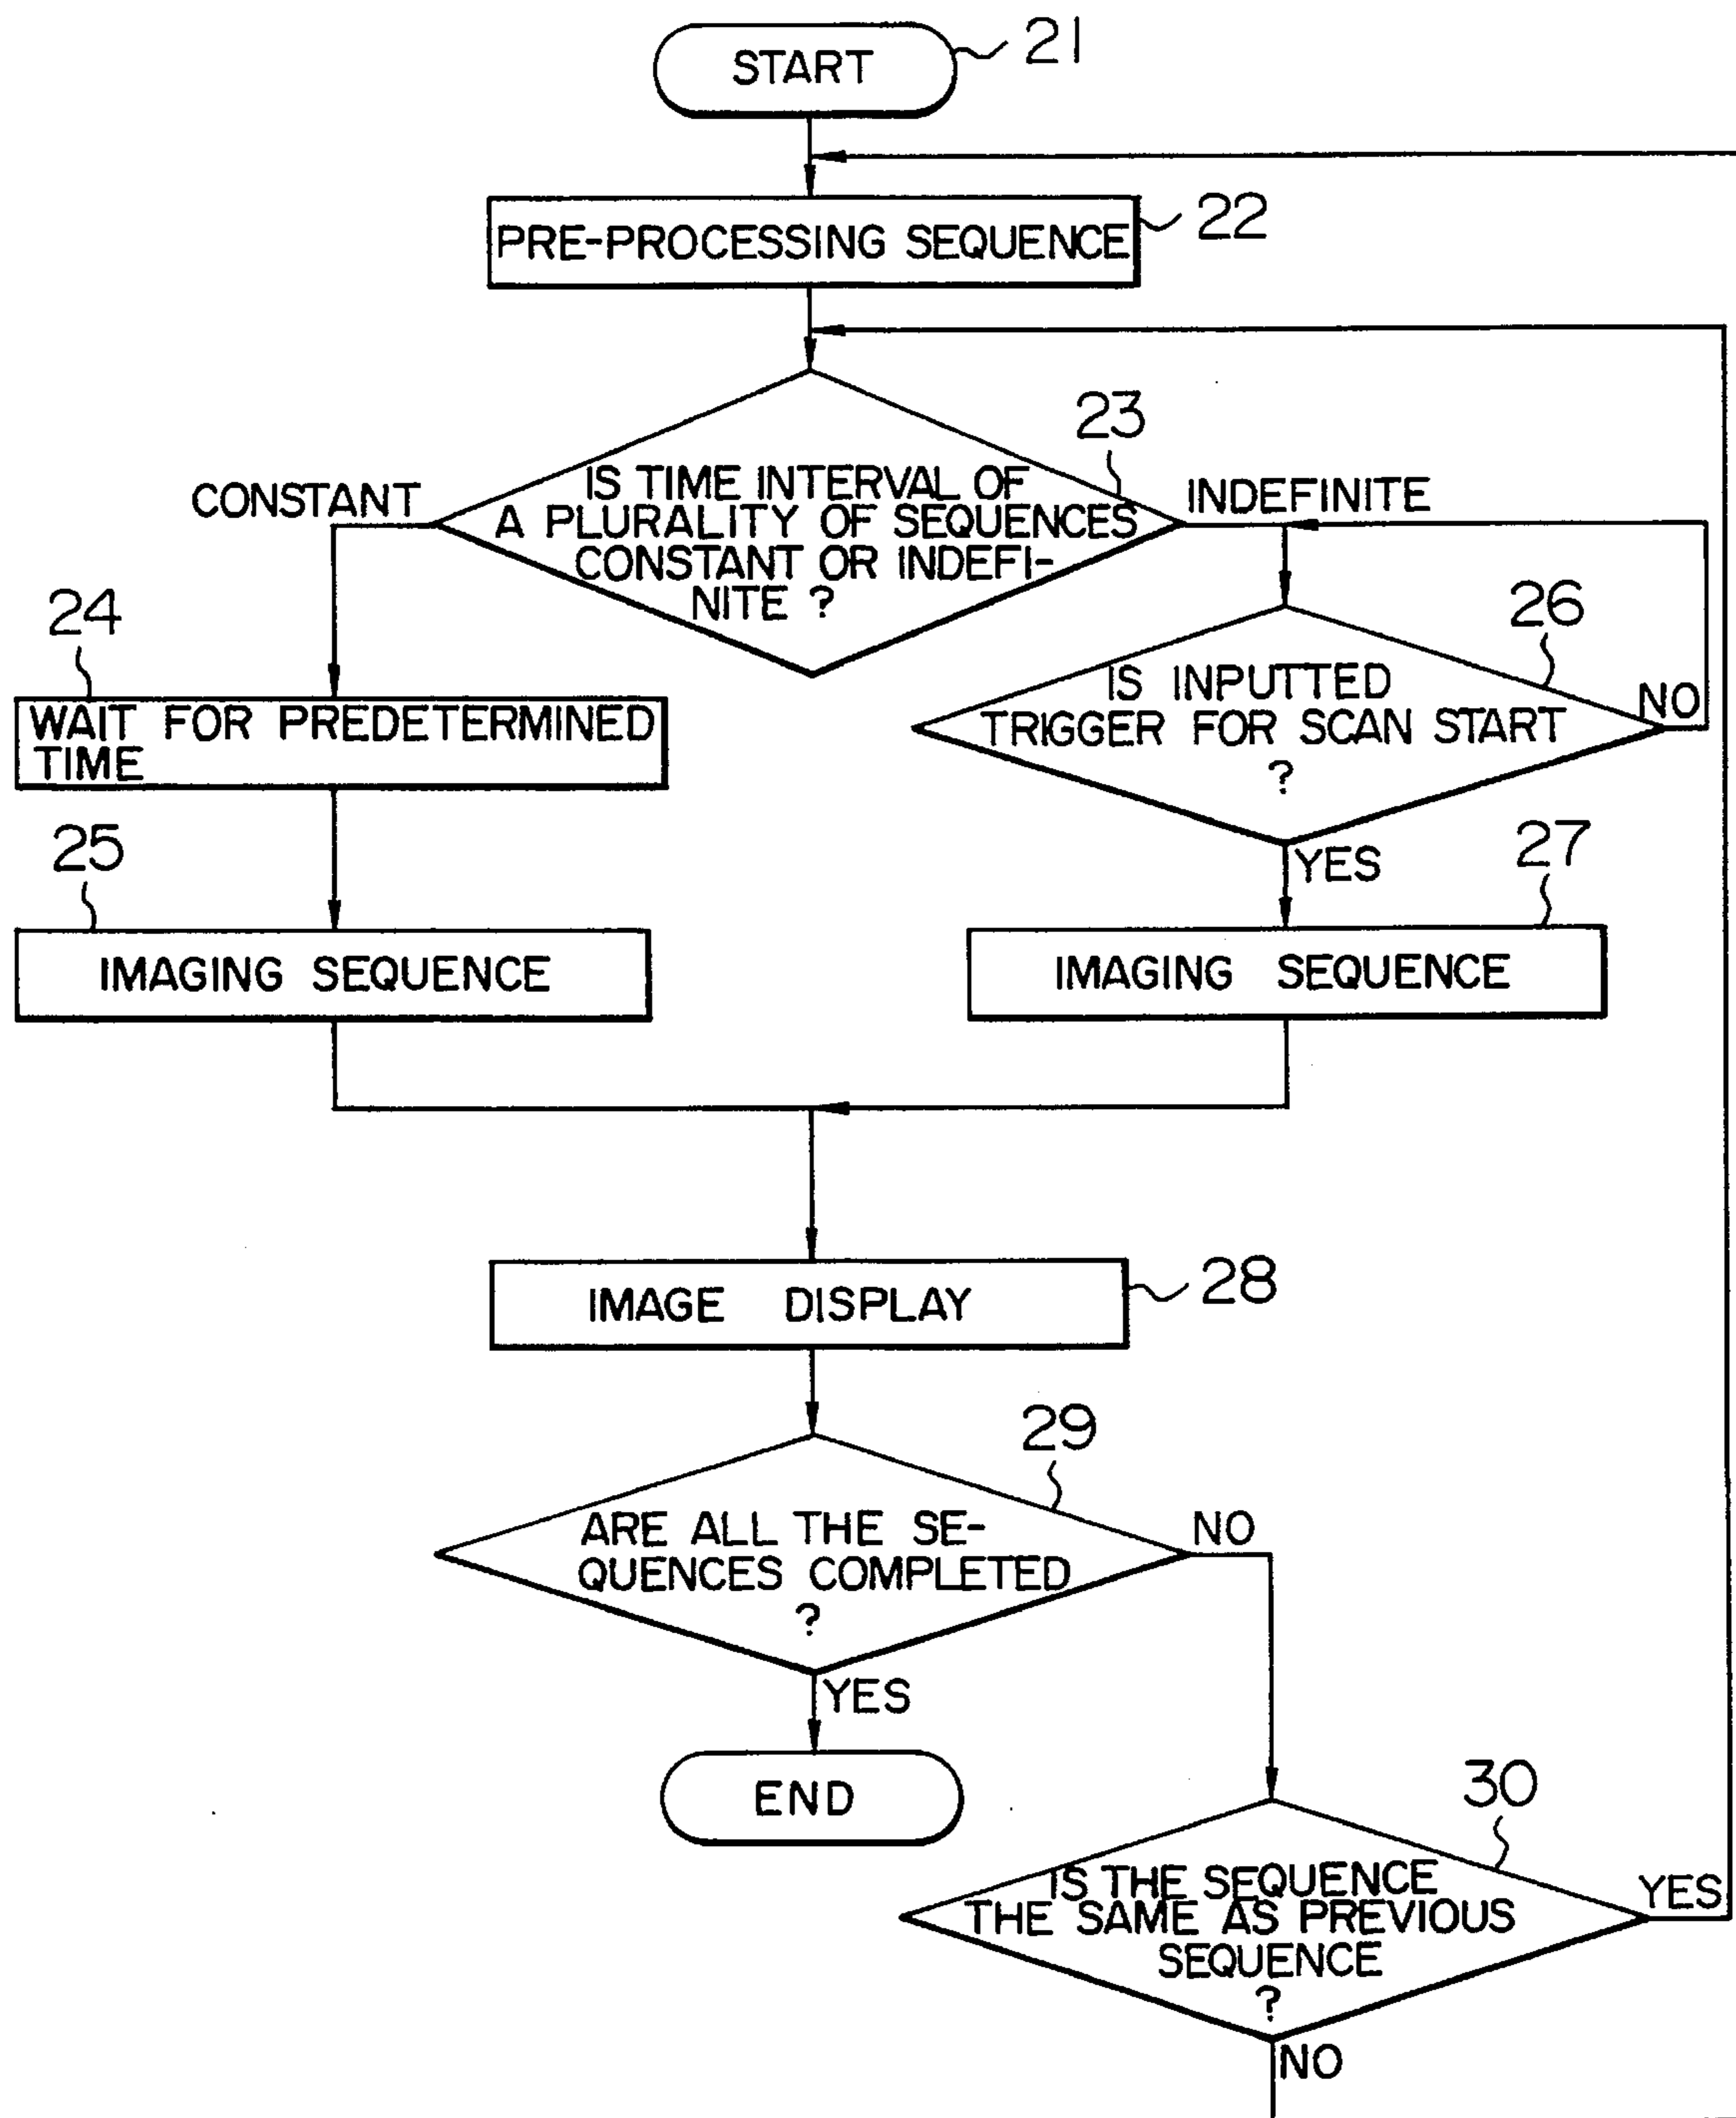 START
21
PRE-PROCESSING SEQUENCE
22
23
IS TIME INTERVAL OF
A PLURALITY OF SEQUENCES
CONSTANT OR INDEFI-
NITE ?
CONSTANT
INDEFINITE
24
WAIT FOR PREDETERMINED
TIME
26
IS INPUTTED
TRIGGER FOR SCAN START
?
NO
YES
25
IMAGING SEQUENCE
27
IMAGING SEQUENCE
IMAGE DISPLAY
28
29
ARE ALL THE SE-
QUENCES COMPLETED
?
NO
YES
END
30
IS THE SEQUENCE
THE SAME AS PREVIOUS
SEQUENCE
?
YES
NO